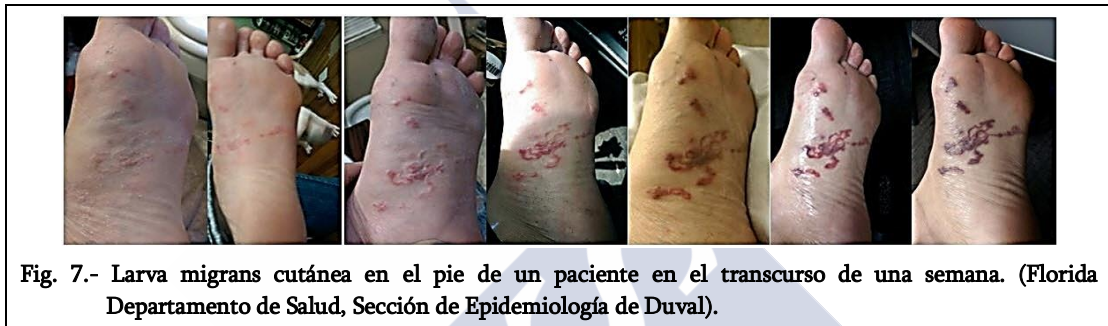 Fig. 7.- Larva migrans cutánea en el pie de un paciente en el transcurso de una semana. (Florida
Departamento de Salud, Sección de Epidemiología de Duval).